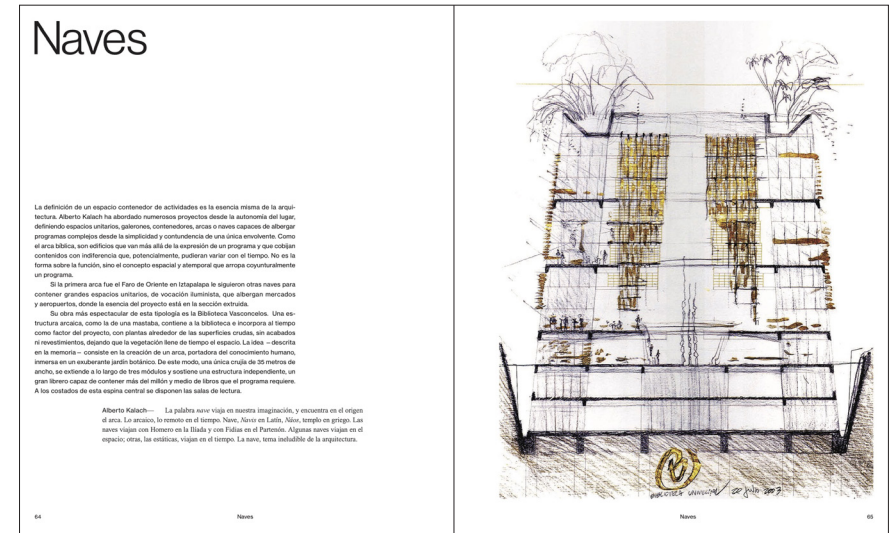 Naves
La definición de un espacio contenedor de actividades es la esencia misma de la arqui-
tectura. Alberto Kalach ha abordado numerosos proyectos desde la autonomía del lugar,
definiendo espacios unitarios, galerones, contenedores, arcas o naves capaces de albergar
programas complejos desde la simplicidad y contundencia de una única envolvente. Como
el arca bíblica, son edificios que van más allá de la expresión de un programa y que cobijan
contenidos con indiferencia que, potencialmente, pudieran variar con el tiempo. No es la
forma sobre la función, sino el concepto espacial y atemporal que arropa coyunturalmente
un programa.
Si la primera arca fue el Faro de Oriente en Iztapalapa le siguieron otras naves para
contener grandes espacios unitarios, de vocación iluminista, que albergan mercados
y aeropuertos, donde la esencia del proyecto está en la sección extruida.
Su obra más espectacular de esta tipología es la Biblioteca Vasconcelos. Una es-
tructura arcaica, como la de una mastaba, contiene a la biblioteca e incorpora al tiempo
como factor del proyecto, con plantas alrededor de las superficies crudas, sin acabados
ni revestimientos, dejando que la vegetación llene de tiempo el espacio. La idea —descrita
en la memoria— consiste en la creación de un arca, portadora del conocimiento humano,
inmersa en un exuberante jardín botánico. De este modo, una única crujía de 35 metros de
ancho, se extiende a lo largo de tres módulos y sostiene una estructura independiente, un
gran librero capaz de contener más del millón y medio de libros que el programa requiere.
A los costados de esta espina central se disponen las salas de lectura.
Alberto Kalach— La palabra nave viaja en nuestra imaginación, y encuentra en el origen
el arca. Lo arcaico, lo remoto en el tiempo. Nave, Navis en Latín, Náos, templo en griego. Las
naves viajan con Homero en la Ilíada y con Fidias en el Partenón. Algunas naves viajan en el
espacio; otras, las estáticas, viajan en el tiempo. La nave, tema ineludible de la arquitectura.
64 Naves
20 julio 2003
Naves 65